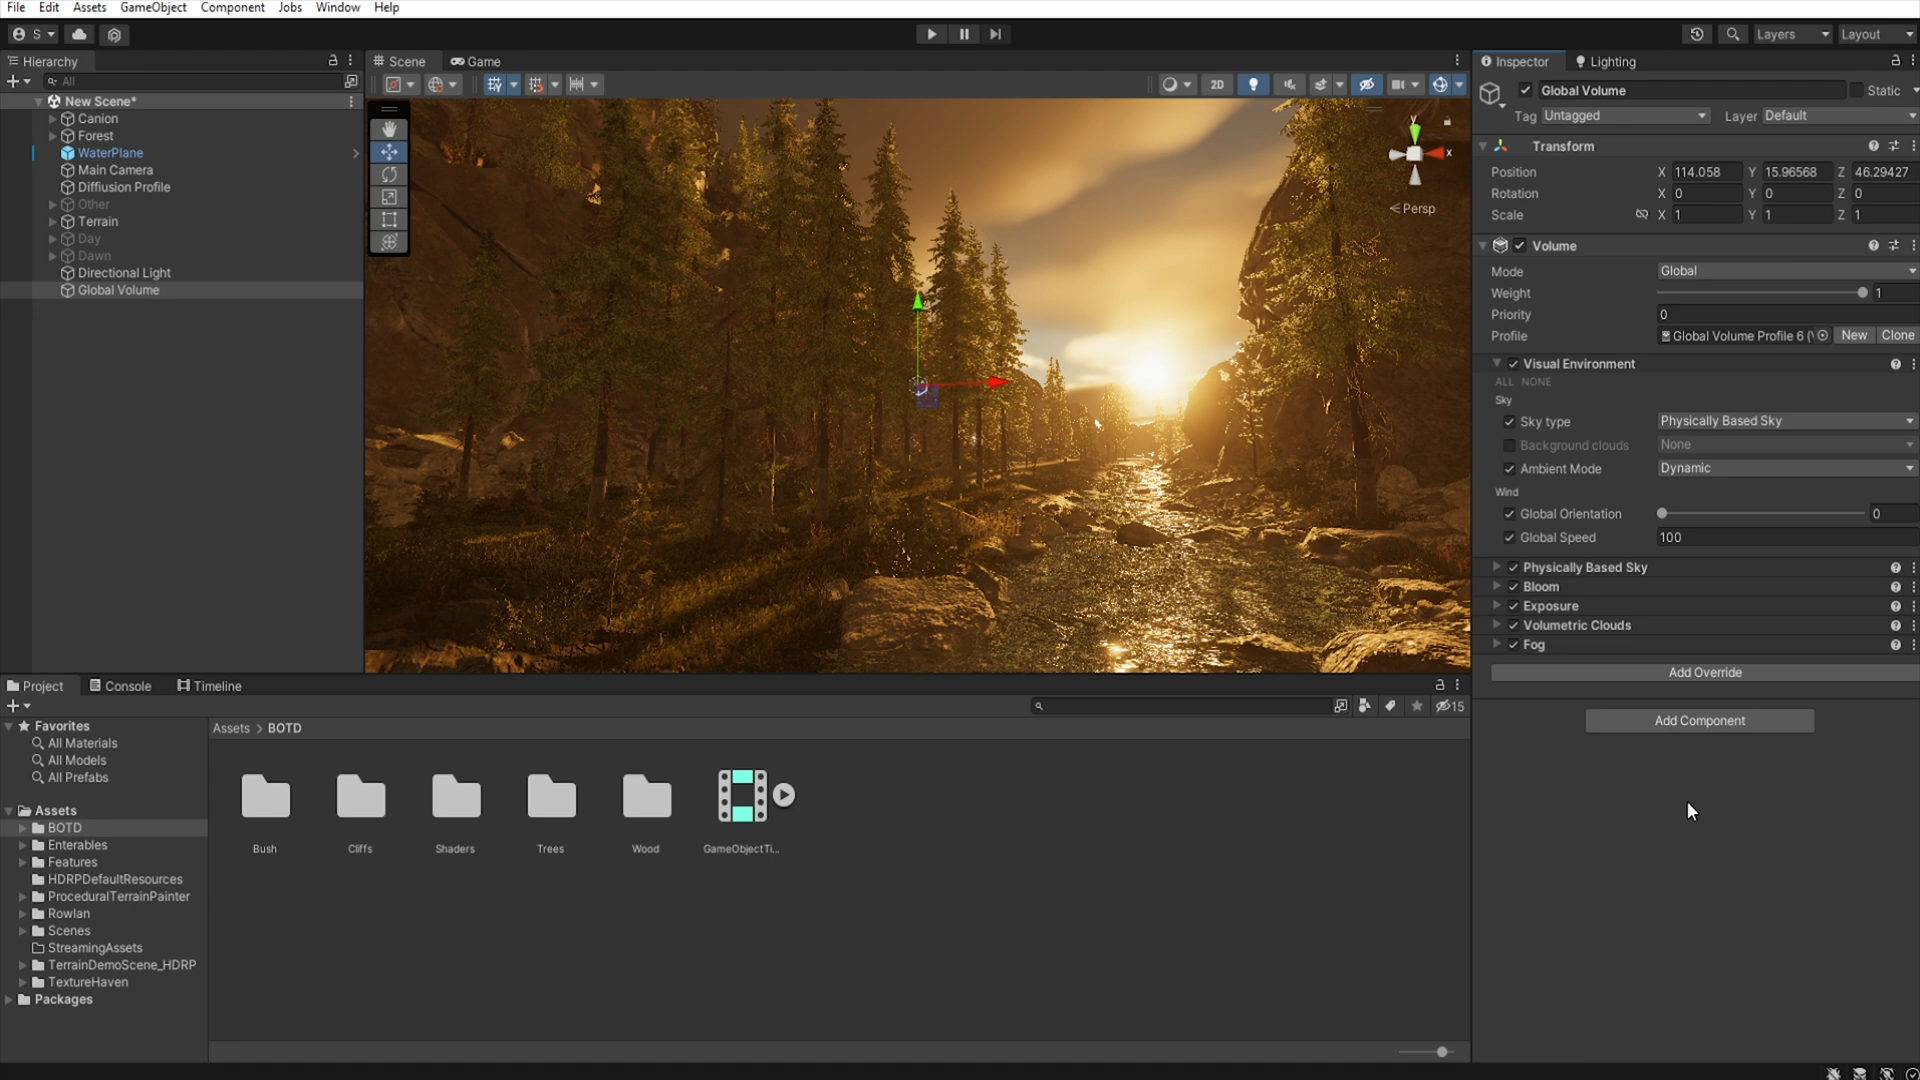 File Edit Assets GameObject Component Jobs Window Help
S
Layers Layout
Hierarchy
All
New Scene*
Canion
Forest
WaterPlane
Main Camera
Diffusion Profile
Other
Terrain
Day
Dawn
Directional Light
Global Volume
Scene Game
2D
y
x
Persp
Inspector Lighting
Global Volume Static
Tag Untagged Layer Default
Transform
Position X 114.058 Y 15.96568 Z 46.29427
Rotation X 0 Y 0 Z 0
Scale X 1 Y 1 Z 1
Volume
Mode Global
Weight 1
Priority 0
Profile Global Volume Profile 6 (V New Clone
Visual Environment
ALL NONE
Sky
Sky type Physically Based Sky
Background clouds None
Ambient Mode Dynamic
Wind
Global Orientation 0
Global Speed 100
Physically Based Sky
Bloom
Exposure
Volumetric Clouds
Fog
Add Override
Add Component
Project Console Timeline
15
Favorites
All Materials
All Models
All Prefabs
Assets
BOTD
Enterables
Features
HDRPDefaultResources
ProceduralTerrainPainter
Rowlan
Scenes
StreamingAssets
TerrainDemoScene_HDRP
TextureHaven
Packages
Assets > BOTD
Bush Cliffs Shaders Trees Wood GameObjectTi...